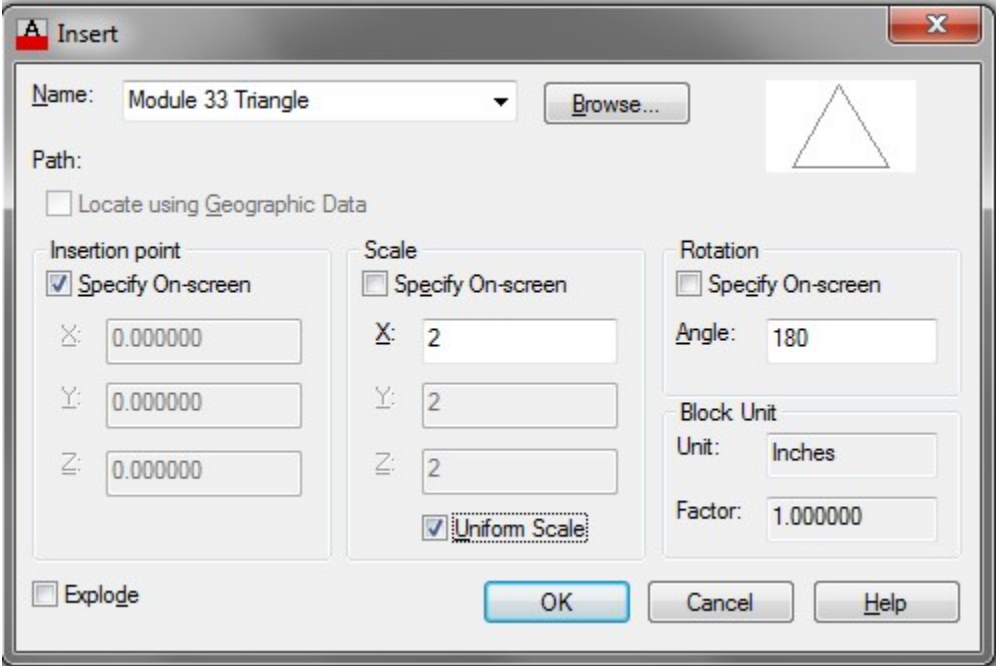 A Insert
Name: Module 33 Triangle Browse...
Path:
Locate using Geographic Data
Insertion point
Specify On-screen
X: 0.000000
Y: 0.000000
Z: 0.000000
Scale
Specify On-screen
X: 2
Y: 2
Z: 2
Uniform Scale
Rotation
Specify On-screen
Angle: 180
Block Unit
Unit: Inches
Factor: 1.000000
Explode
OK Cancel Help